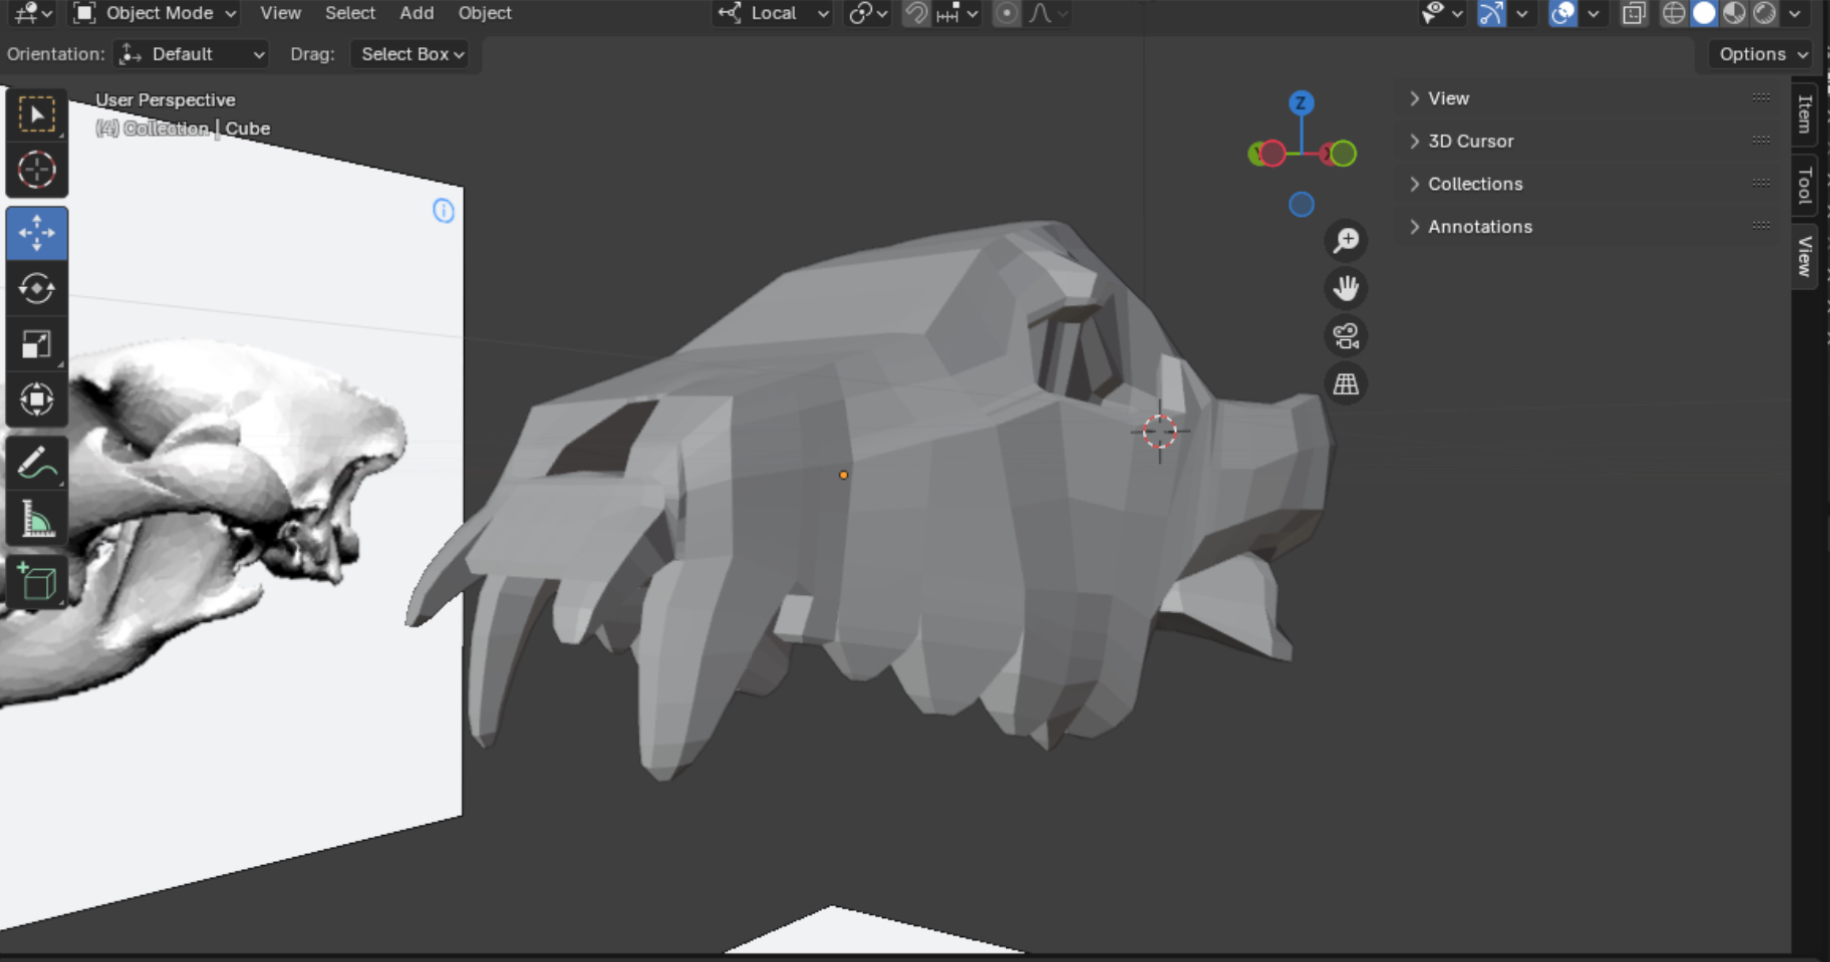 Object Mode View Select Add Object Local
Orientation: Default Drag: Select Box Options
User Perspective
(4) Collection | Cube
Z
View
3D Cursor
Collections
Annotations
Item
Tool
View